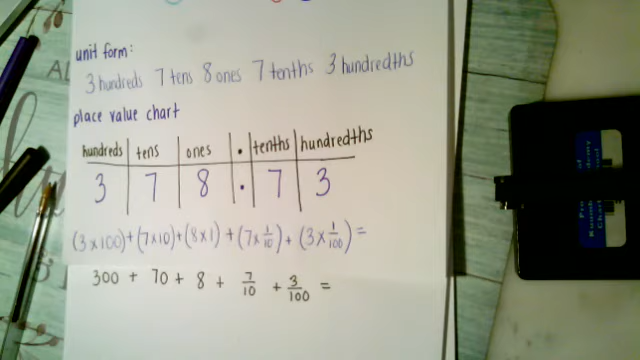 unit form:
3 hundreds 7 tens 8 ones 7 tenths 3 hundredths
place value chart
hundreds tens ones . tenths hundredths
3 7 8 . 7 3
(3×100)+(7×10)+(8×1)+(7×1/10)+(3×1/100)=
300 + 70 + 8 + 7/10 + 3/100 =